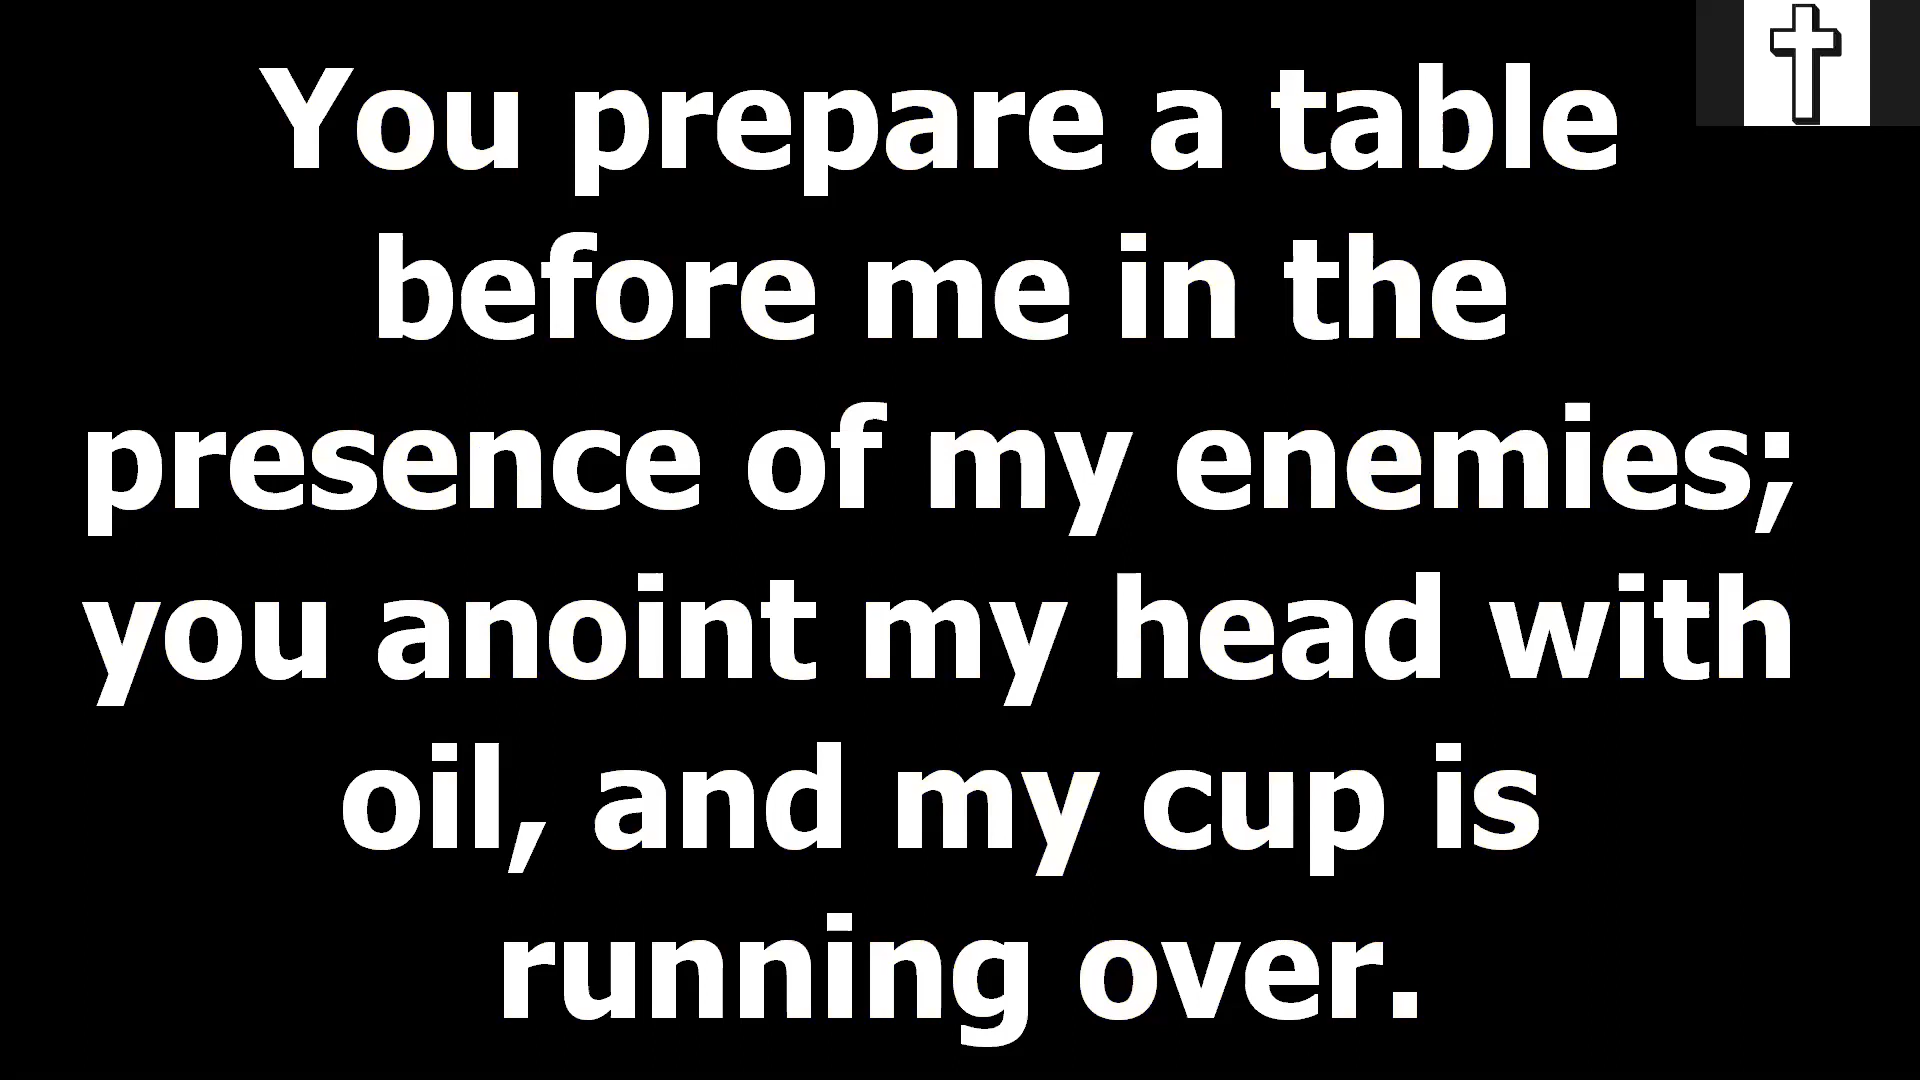 You prepare a table
before me in the
presence of my enemies;
you anoint my head with
oil, and my cup is
running over.